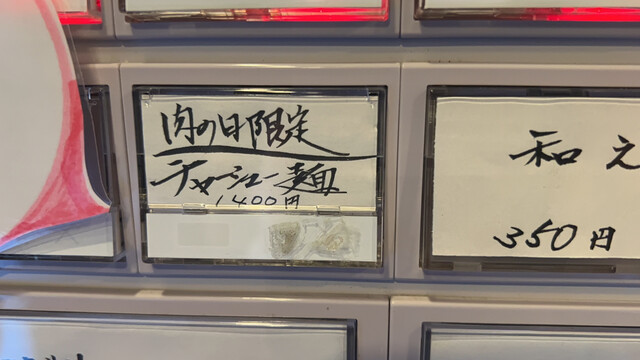 肉の日限定
チャーシュー麺
1400円
和え
350円